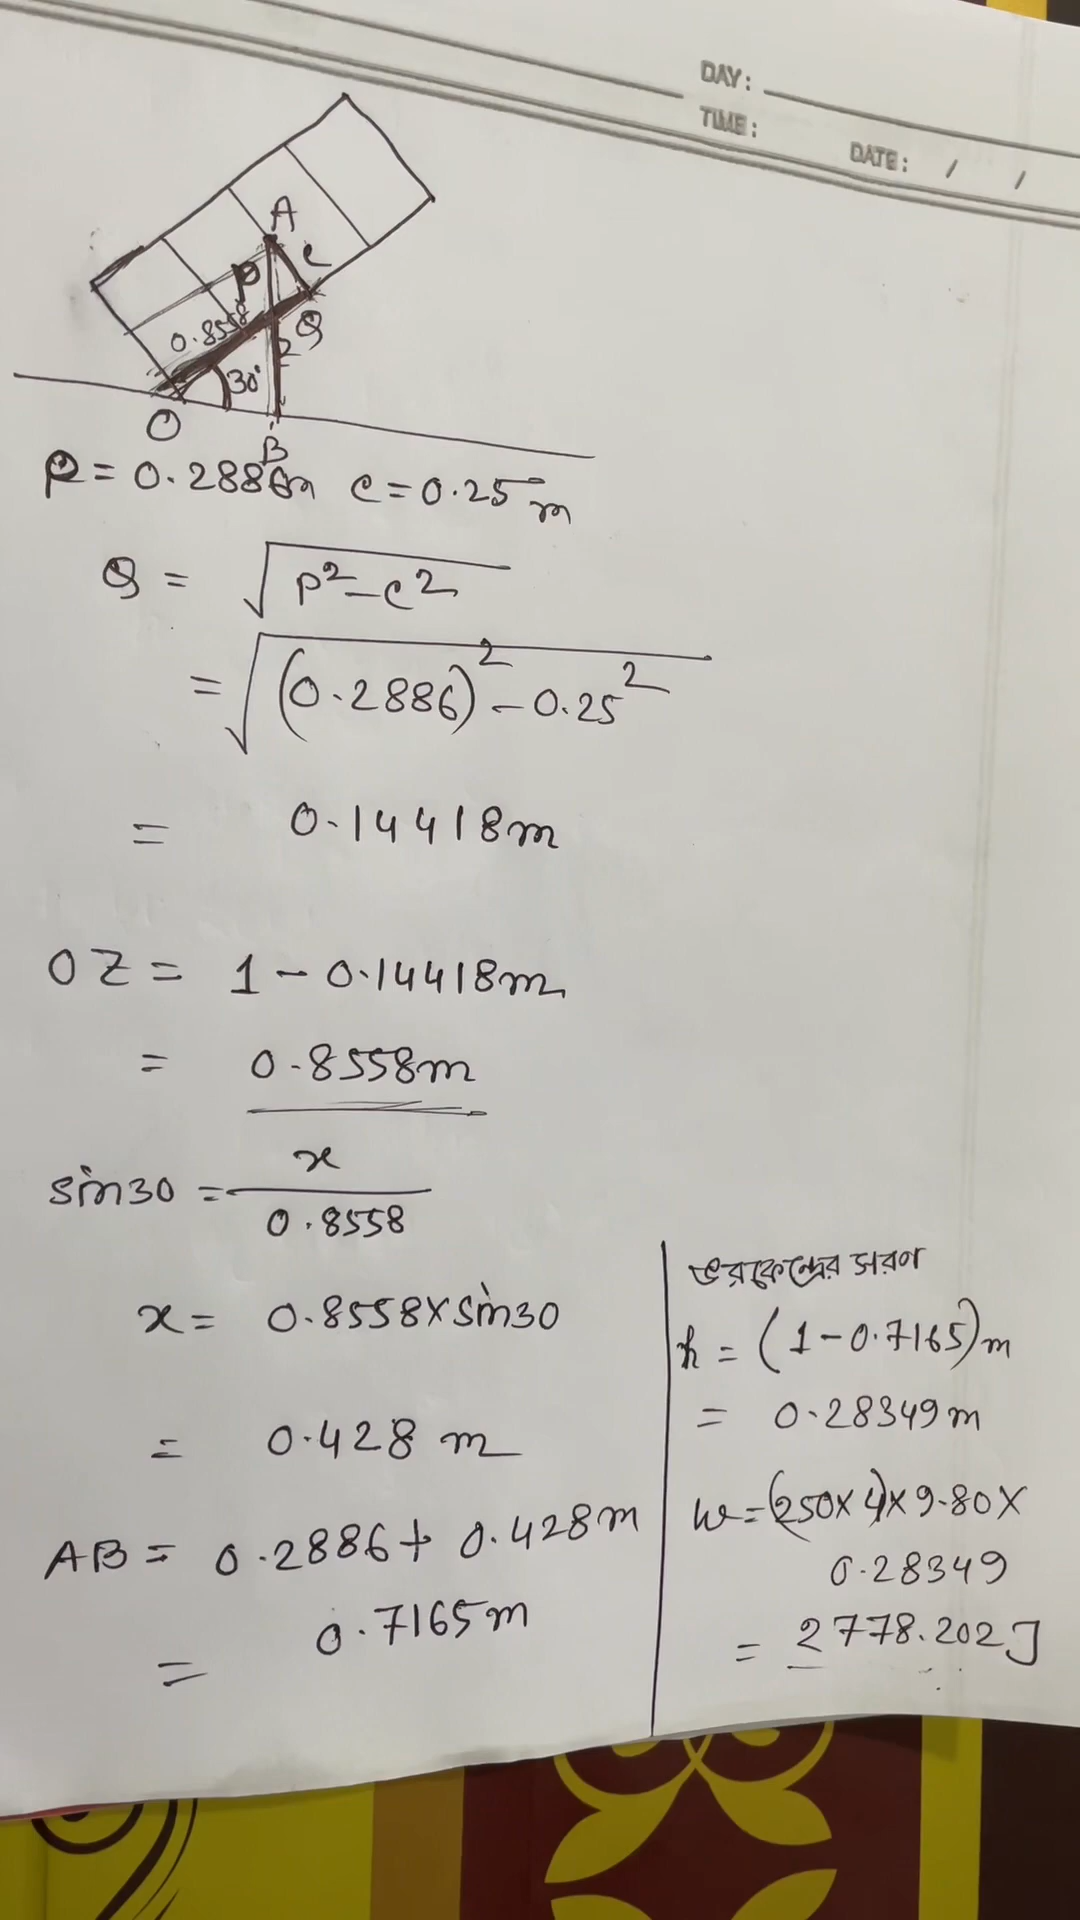 DAY:
TIME:
DATE: / /
A
P
C
0.8558
Q
30°
O
B
P = 0.2886m C = 0.25m
Q = √P² – C²
= √(0.2886)² – 0.25²
= 0.14418m
OZ = 1 – 0.14418m
= 0.8558m
sin30 = x / 0.8558
x = 0.8558 × sin30
= 0.428 m
AB = 0.2886 + 0.428m
= 0.7165m
ভরকেন্দ্রের সরণ
h = (1 – 0.7165)m
= 0.28349m
W = (250×4)×9.80×
0.28349
= 2778.202J